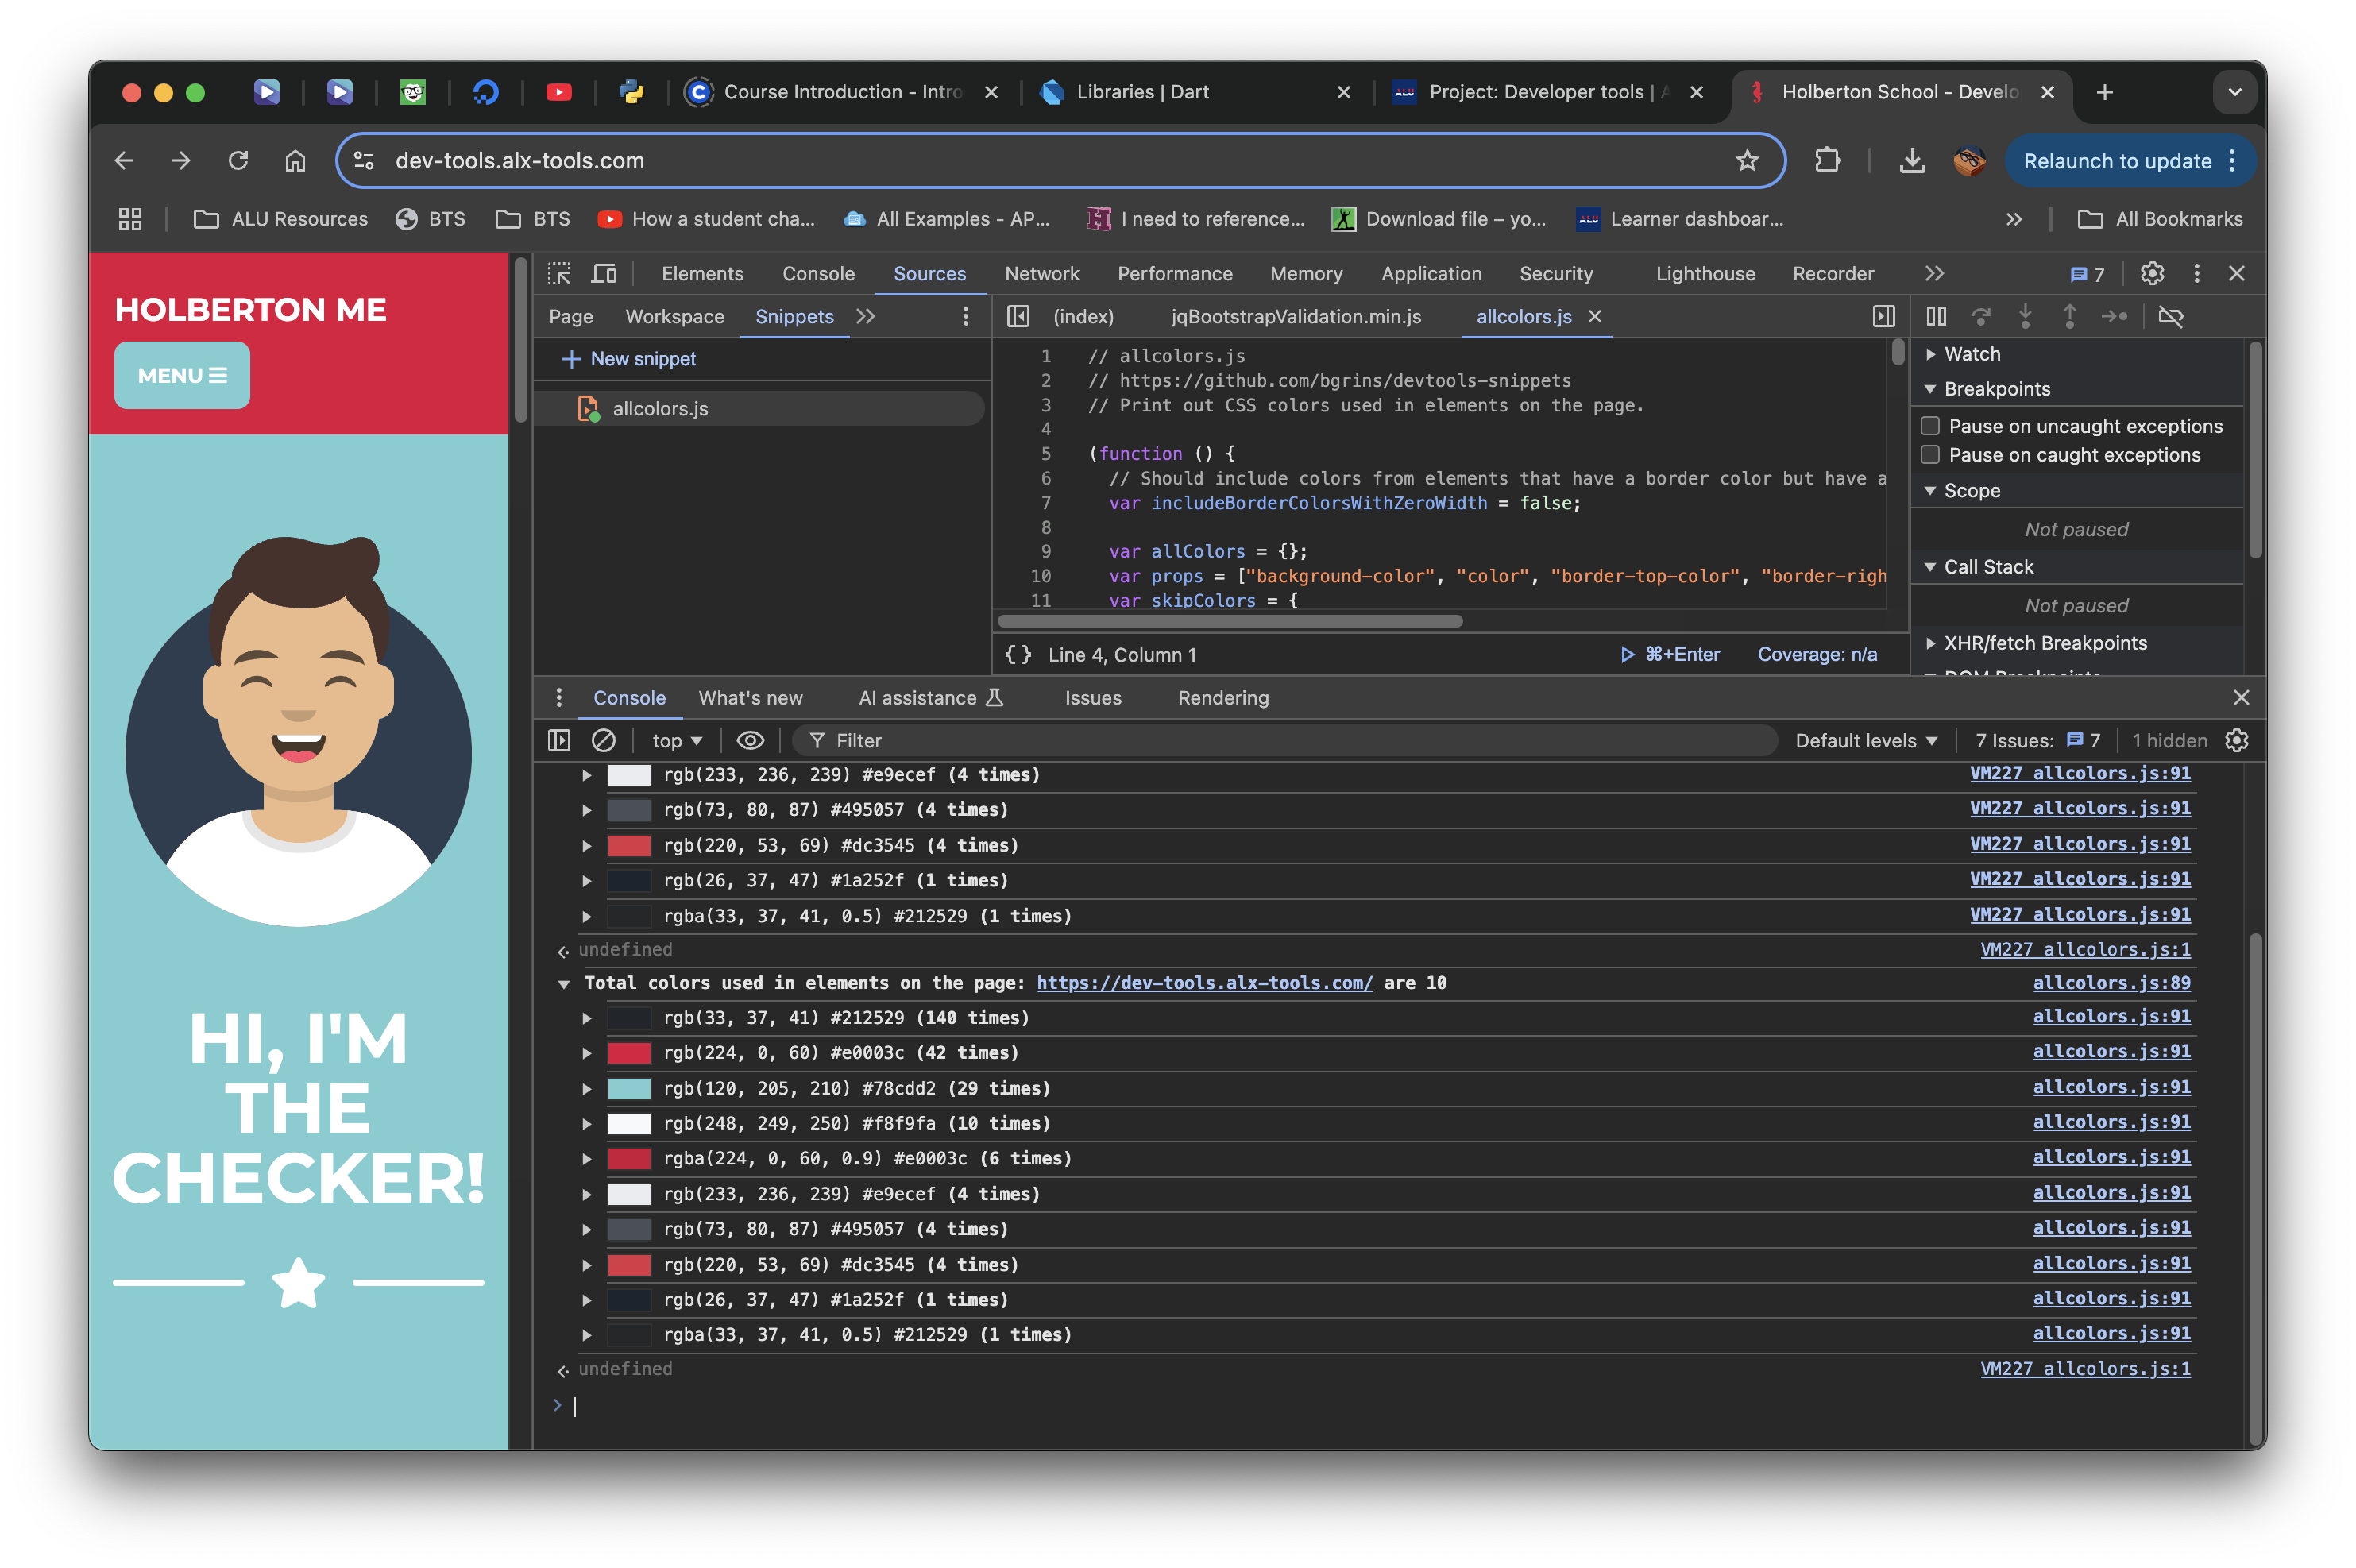 Course Introduction - Intro
Libraries | Dart
Project: Developer tools | A
Holberton School - Develo
dev-tools.alx-tools.com
Relaunch to update
ALU Resources
BTS
BTS
How a student cha...
All Examples - AP...
I need to reference...
Download file – yo...
Learner dashboar...
All Bookmarks
HOLBERTON ME
MENU
HI, I'M
THE
CHECKER!
Elements Console Sources Network Performance Memory Application Security Lighthouse Recorder
7
Page Workspace Snippets
New snippet
allcolors.js
(index) jqBootstrapValidation.min.js allcolors.js
1 // allcolors.js
2 // https://github.com/bgrins/devtools-snippets
3 // Print out CSS colors used in elements on the page.
4
5 (function () {
6 // Should include colors from elements that have a border color but have a
7 var includeBorderColorsWithZeroWidth = false;
8
9 var allColors = {};
10 var props = ["background-color", "color", "border-top-color", "border-righ
11 var skipColors = {
{ } Line 4, Column 1
⌘+Enter
Coverage: n/a
Watch
Breakpoints
Pause on uncaught exceptions
Pause on caught exceptions
Scope
Not paused
Call Stack
Not paused
XHR/fetch Breakpoints
Console What's new AI assistance Issues Rendering
top
Filter
Default levels
7 Issues: 7
1 hidden
rgb(233, 236, 239) #e9ecef (4 times) VM227 allcolors.js:91
rgb(73, 80, 87) #495057 (4 times) VM227 allcolors.js:91
rgb(220, 53, 69) #dc3545 (4 times) VM227 allcolors.js:91
rgb(26, 37, 47) #1a252f (1 times) VM227 allcolors.js:91
rgba(33, 37, 41, 0.5) #212529 (1 times) VM227 allcolors.js:91
undefined VM227 allcolors.js:1
Total colors used in elements on the page: https://dev-tools.alx-tools.com/ are 10 allcolors.js:89
rgb(33, 37, 41) #212529 (140 times) allcolors.js:91
rgb(224, 0, 60) #e0003c (42 times) allcolors.js:91
rgb(120, 205, 210) #78cdd2 (29 times) allcolors.js:91
rgb(248, 249, 250) #f8f9fa (10 times) allcolors.js:91
rgba(224, 0, 60, 0.9) #e0003c (6 times) allcolors.js:91
rgb(233, 236, 239) #e9ecef (4 times) allcolors.js:91
rgb(73, 80, 87) #495057 (4 times) allcolors.js:91
rgb(220, 53, 69) #dc3545 (4 times) allcolors.js:91
rgb(26, 37, 47) #1a252f (1 times) allcolors.js:91
rgba(33, 37, 41, 0.5) #212529 (1 times) allcolors.js:91
undefined VM227 allcolors.js:1